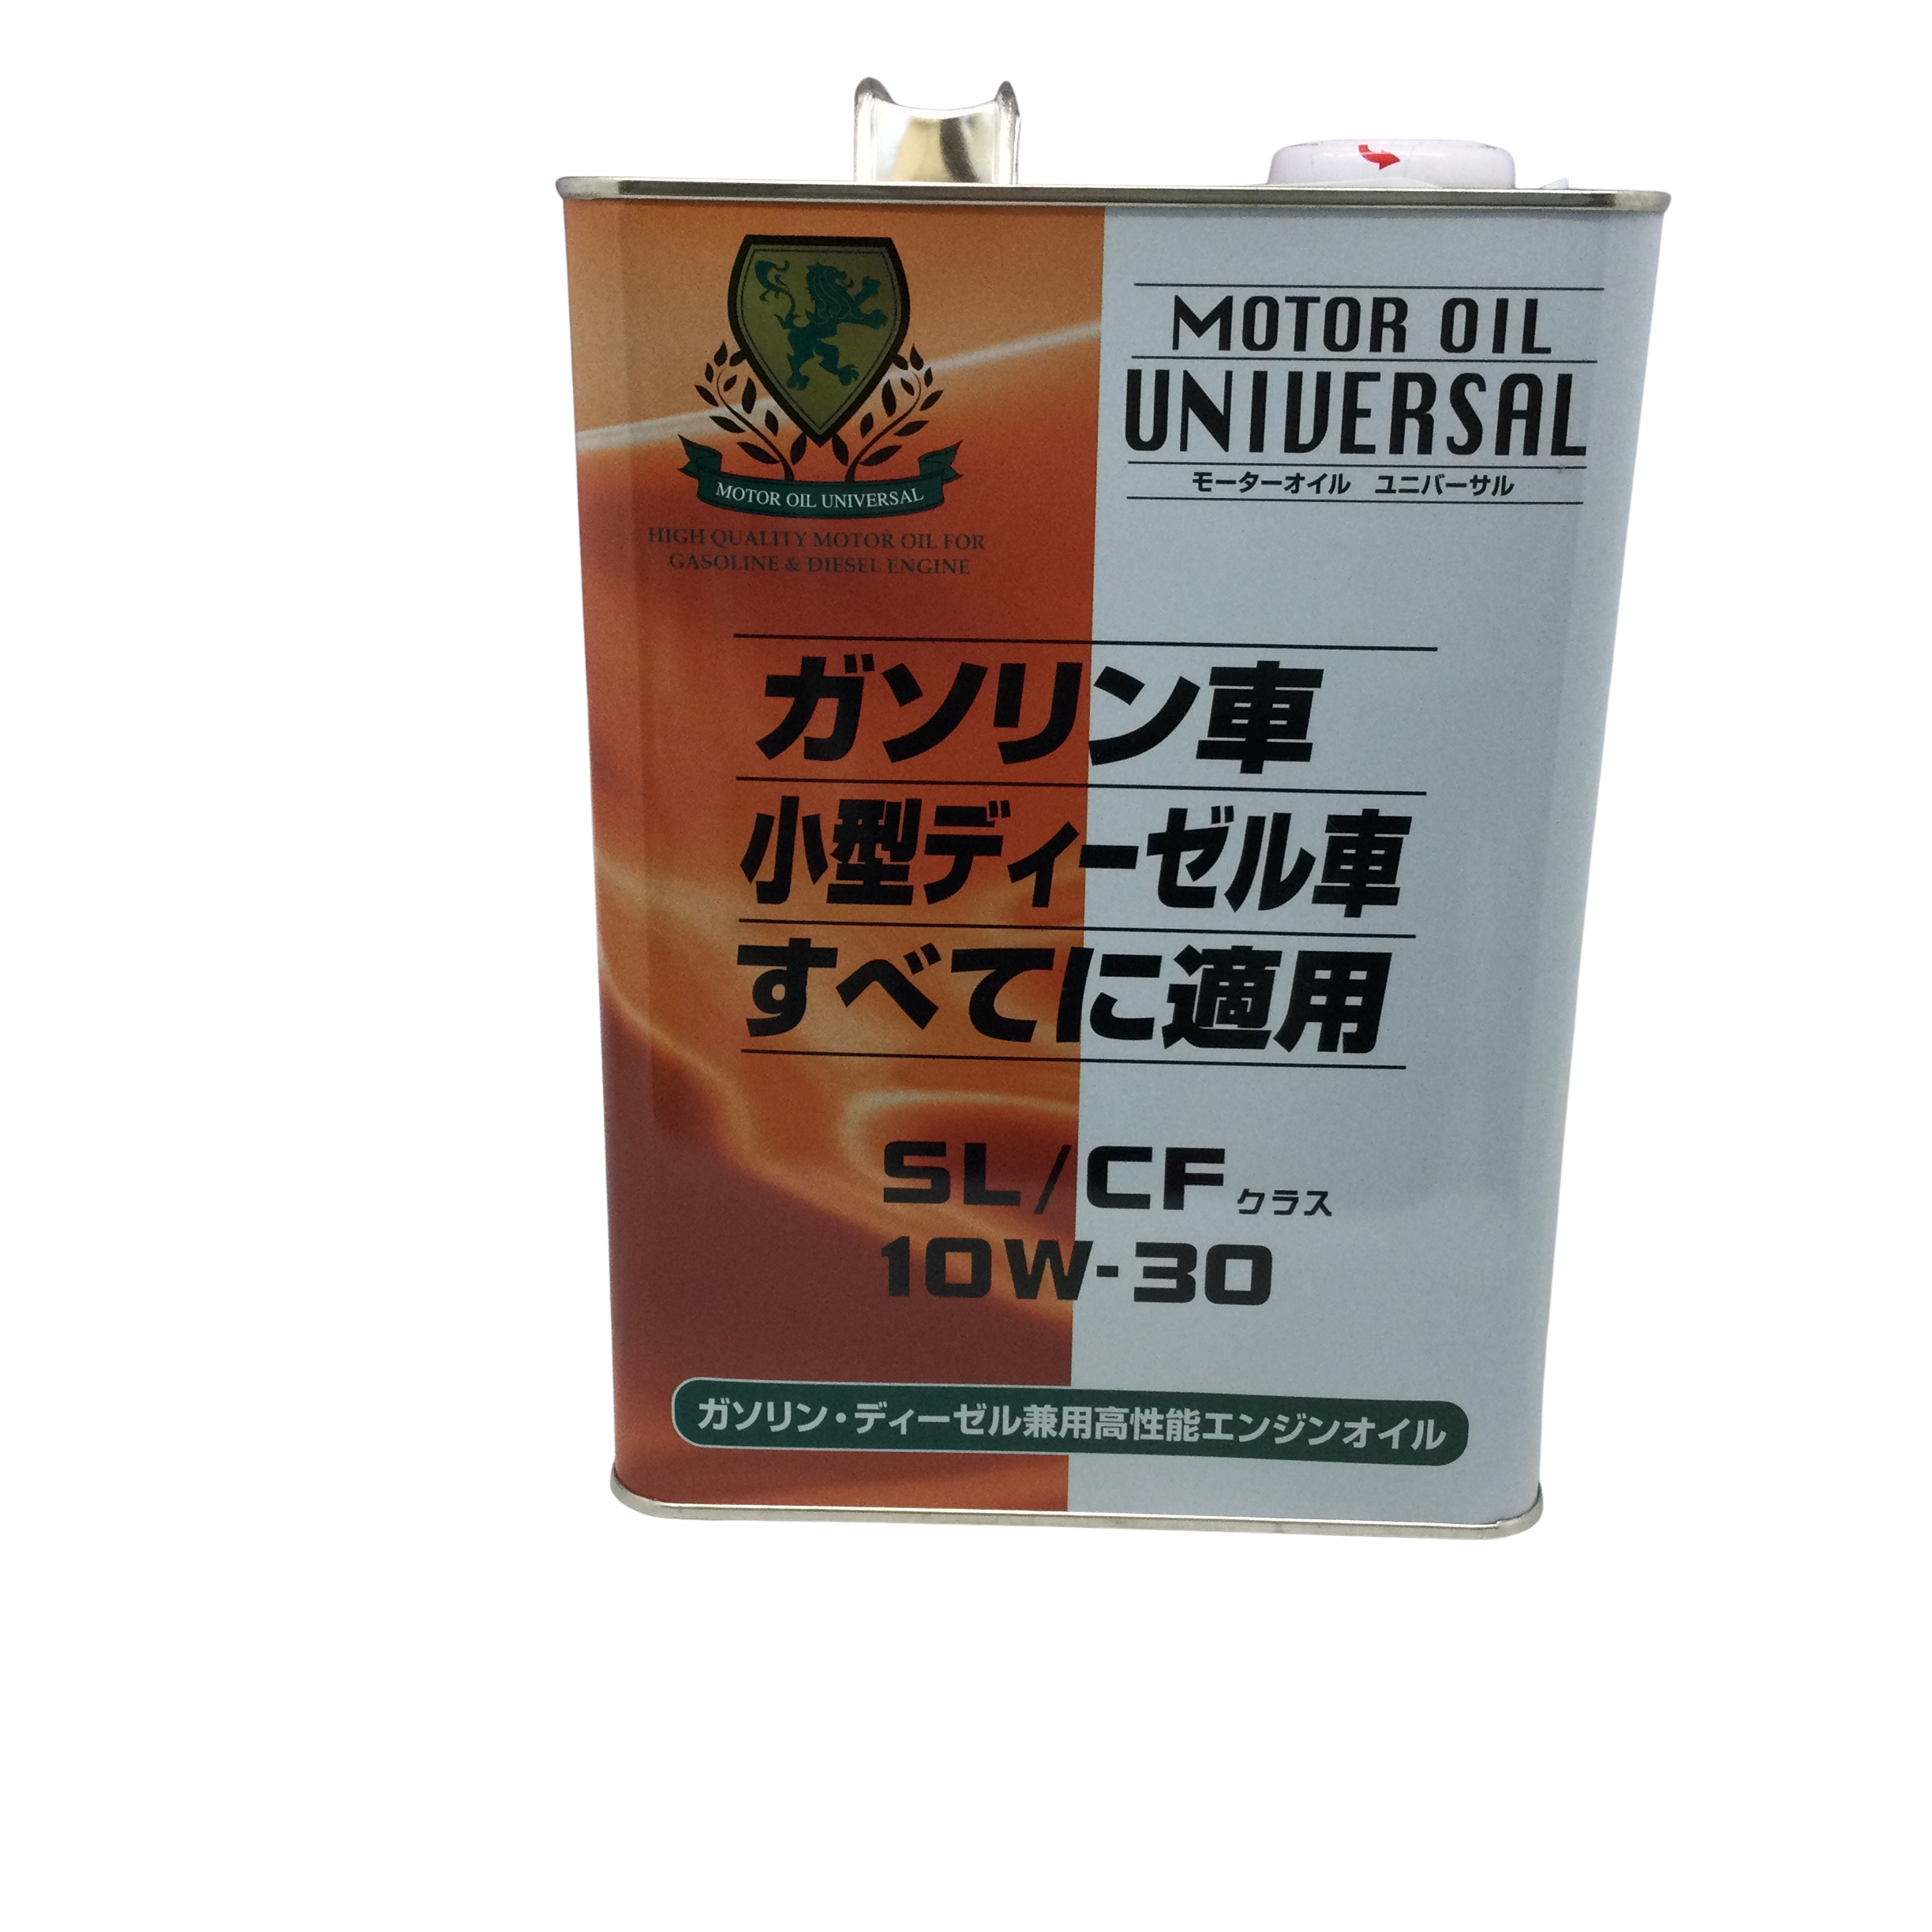 MOTOR OIL UNIVERSAL
HIGH QUALITY MOTOR OIL FOR
GASOLINE & DIESEL ENGINE
MOTOR OIL
UNIVERSAL
モーターオイル ユニバーサル
ガソリン車
小型ディーゼル車
すべてに適用
SL/CFクラス
10W-30
ガソリン・ディーゼル兼用高性能エンジンオイル